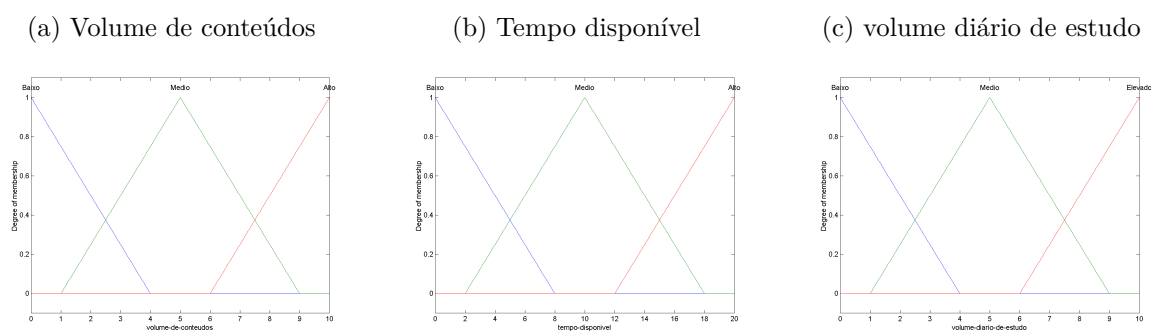 (a) Volume de conteúdos
Baixo Medio Alto
1
0.8
0.6
0.4
0.2
0
Degree of membership
0 1 2 3 4 5 6 7 8 9 10
volume-de-conteudos
(b) Tempo disponível
Baixo Medio Alto
1
0.8
0.6
0.4
0.2
0
Degree of membership
0 2 4 6 8 10 12 14 16 18 20
tempo-disponivel
(c) volume diário de estudo
Baixo Medio Elevado
1
0.8
0.6
0.4
0.2
0
Degree of membership
0 1 2 3 4 5 6 7 8 9 10
volume-diario-de-estudo